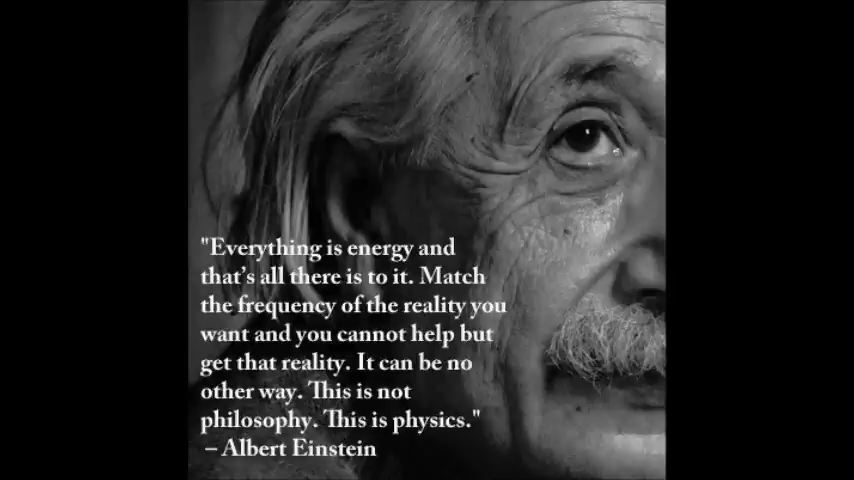 "Everything is energy and
that's all there is to it. Match
the frequency of the reality you
want and you cannot help but
get that reality. It can be no
other way. This is not
philosophy. This is physics."
– Albert Einstein